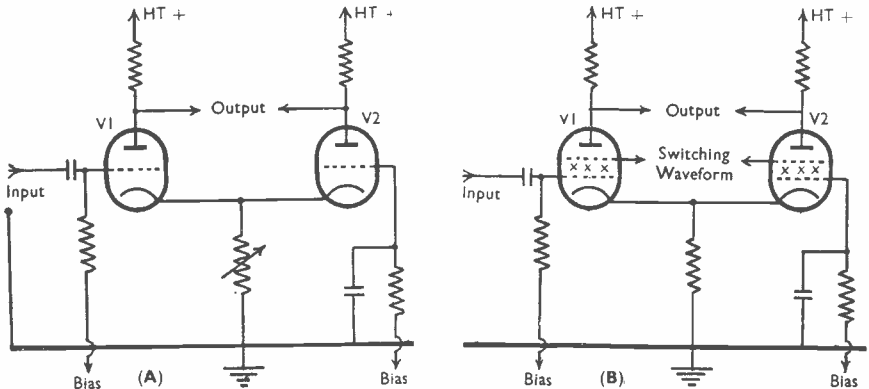 HT +
HT +
Output
V1
V2
Input
Bias
(A)
Bias
HT +
HT +
Output
V1
V2
Switching
Waveform
x x x
x x x
Input
Bias
(B)
Bias